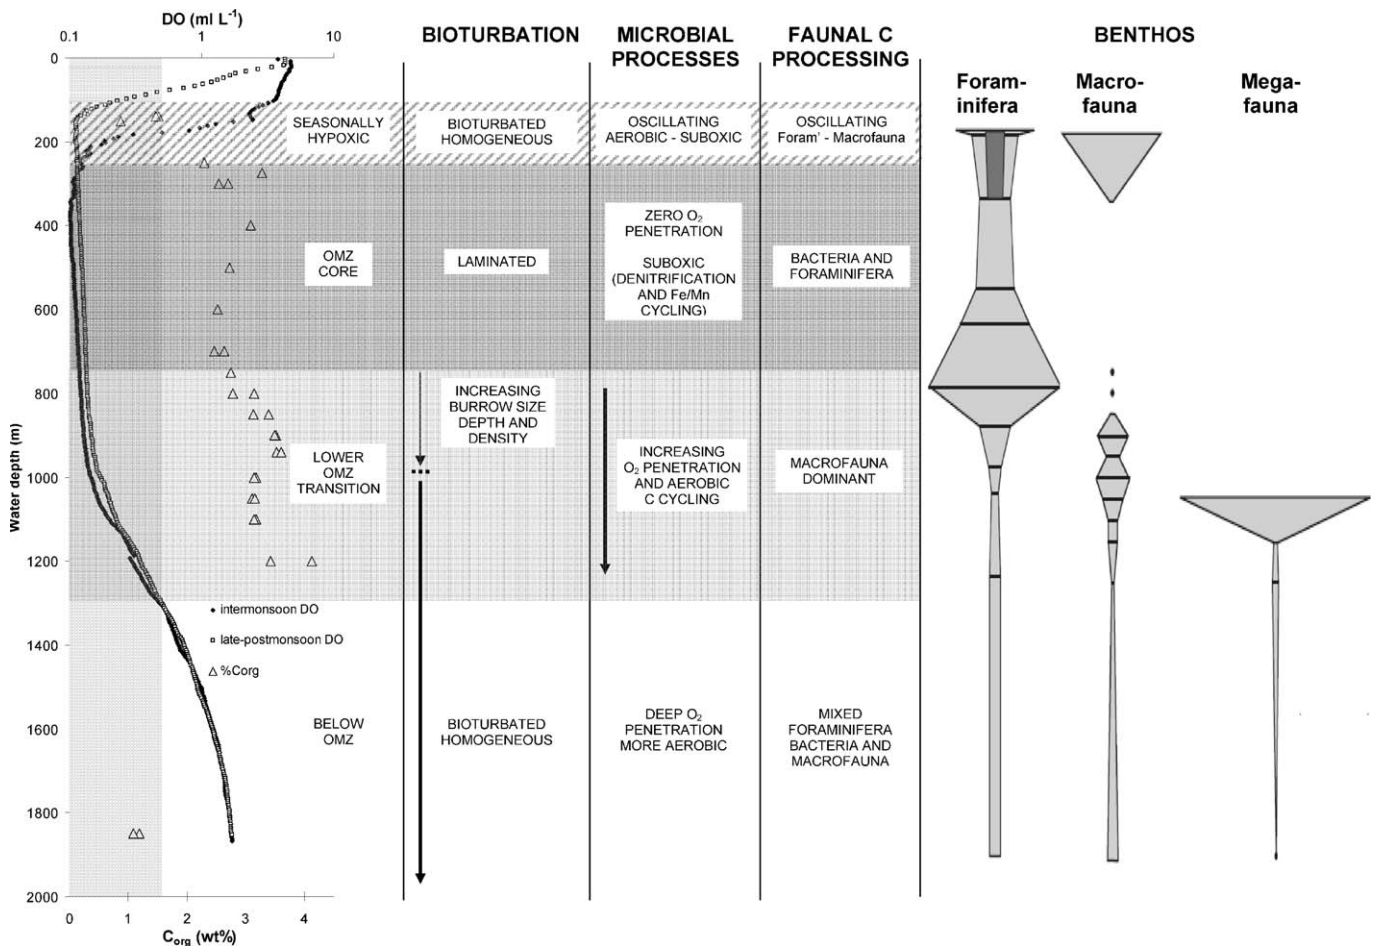 DO (ml L⁻¹)
0.1 1 10
BIOTURBATION
MICROBIAL
PROCESSES
FAUNAL C
PROCESSING
BENTHOS
Foram-
inifera
Macro-
fauna
Mega-
fauna
0
200
400
600
800
1000
1200
1400
1600
1800
2000
Water depth (m)
SEASONALLY
HYPOXIC
BIOTURBATED
HOMOGENEOUS
OSCILLATING
AEROBIC - SUBOXIC
OSCILLATING
Foram' - Macrofauna
OMZ
CORE
LAMINATED
ZERO O₂
PENETRATION
SUBOXIC
(DENITRIFICATION
AND Fe/Mn
CYCLING)
BACTERIA AND
FORAMINIFERA
LOWER
OMZ
TRANSITION
INCREASING
BURROW SIZE
DEPTH AND
DENSITY
INCREASING
O₂ PENETRATION
AND AEROBIC
C CYCLING
MACROFAUNA
DOMINANT
intermonsoon DO
late-postmonsoon DO
%Corg
BELOW
OMZ
BIOTURBATED
HOMOGENEOUS
DEEP O₂
PENETRATION
MORE AEROBIC
MIXED
FORAMINIFERA
BACTERIA AND
MACROFAUNA
0 1 2 3 4
Corg (wt%)